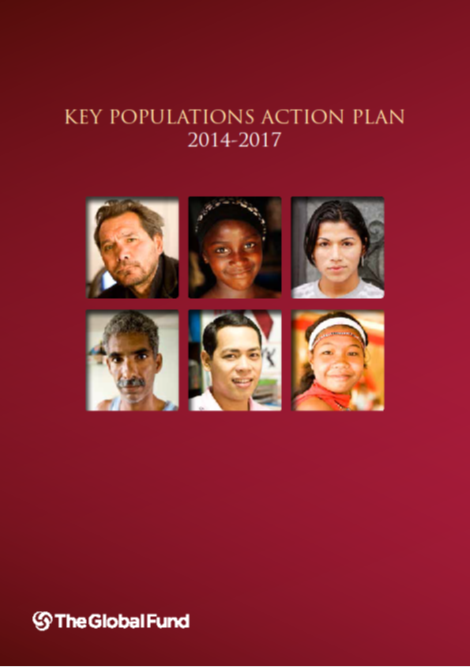 KEY POPULATIONS ACTION PLAN
2014-2017
The Global Fund